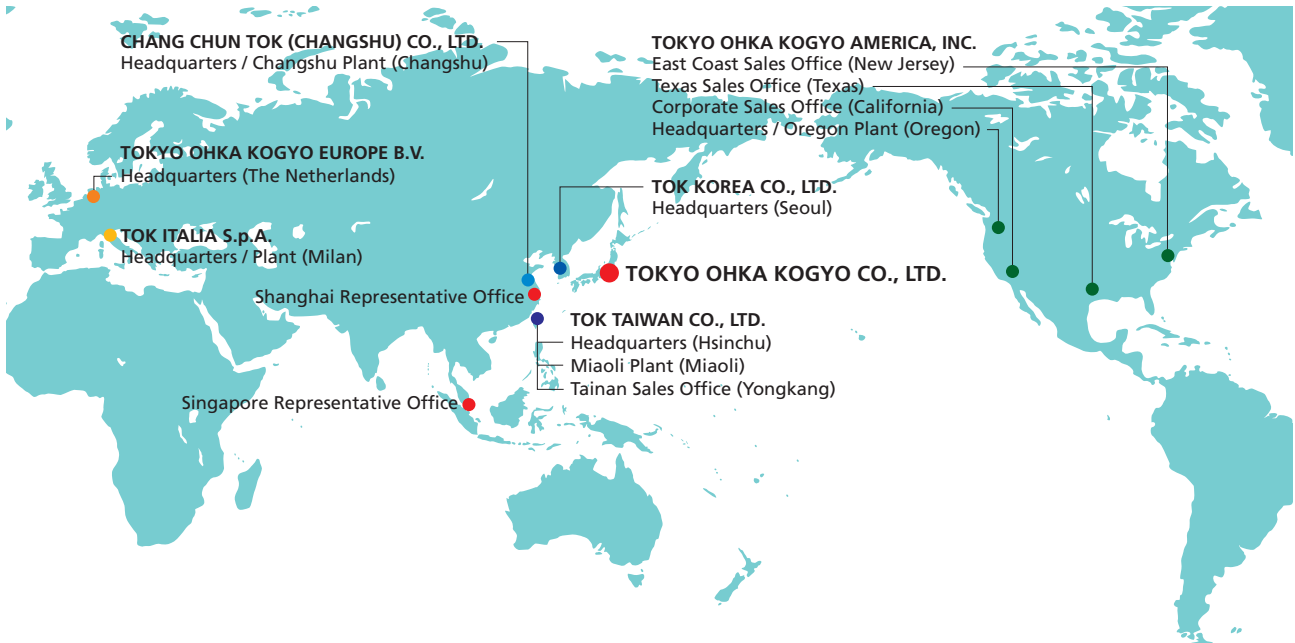 CHANG CHUN TOK (CHANGSHU) CO., LTD.
Headquarters / Changshu Plant (Changshu)
TOKYO OHKA KOGYO AMERICA, INC.
East Coast Sales Office (New Jersey)
Texas Sales Office (Texas)
Corporate Sales Office (California)
Headquarters / Oregon Plant (Oregon)
TOKYO OHKA KOGYO EUROPE B.V.
Headquarters (The Netherlands)
TOK KOREA CO., LTD.
Headquarters (Seoul)
TOK ITALIA S.p.A.
Headquarters / Plant (Milan)
TOKYO OHKA KOGYO CO., LTD.
Shanghai Representative Office
TOK TAIWAN CO., LTD.
Headquarters (Hsinchu)
Miaoli Plant (Miaoli)
Tainan Sales Office (Yongkang)
Singapore Representative Office